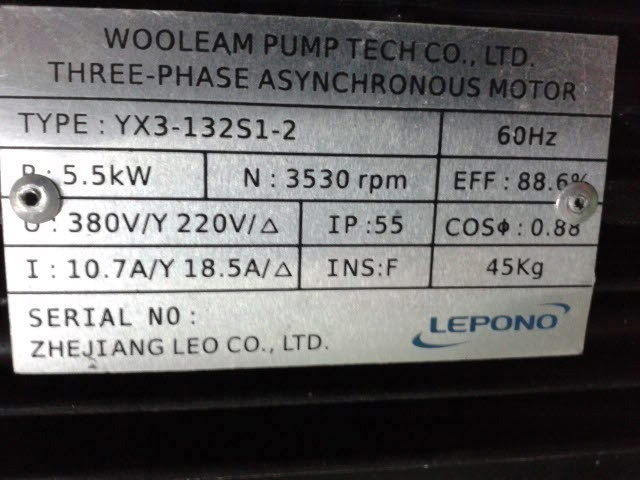 WOOLEAM PUMP TECH CO., LTD.
THREE-PHASE ASYNCHRONOUS MOTOR
TYPE : YX3-132S1-2 60Hz
P : 5.5kW N : 3530 rpm EFF : 88.6%
U : 380V/Y 220V/△ IP :55 COSΦ : 0.88
I : 10.7A/Y 18.5A/△ INS:F 45Kg
SERIAL NO :
ZHEJIANG LEO CO., LTD. LEPONO